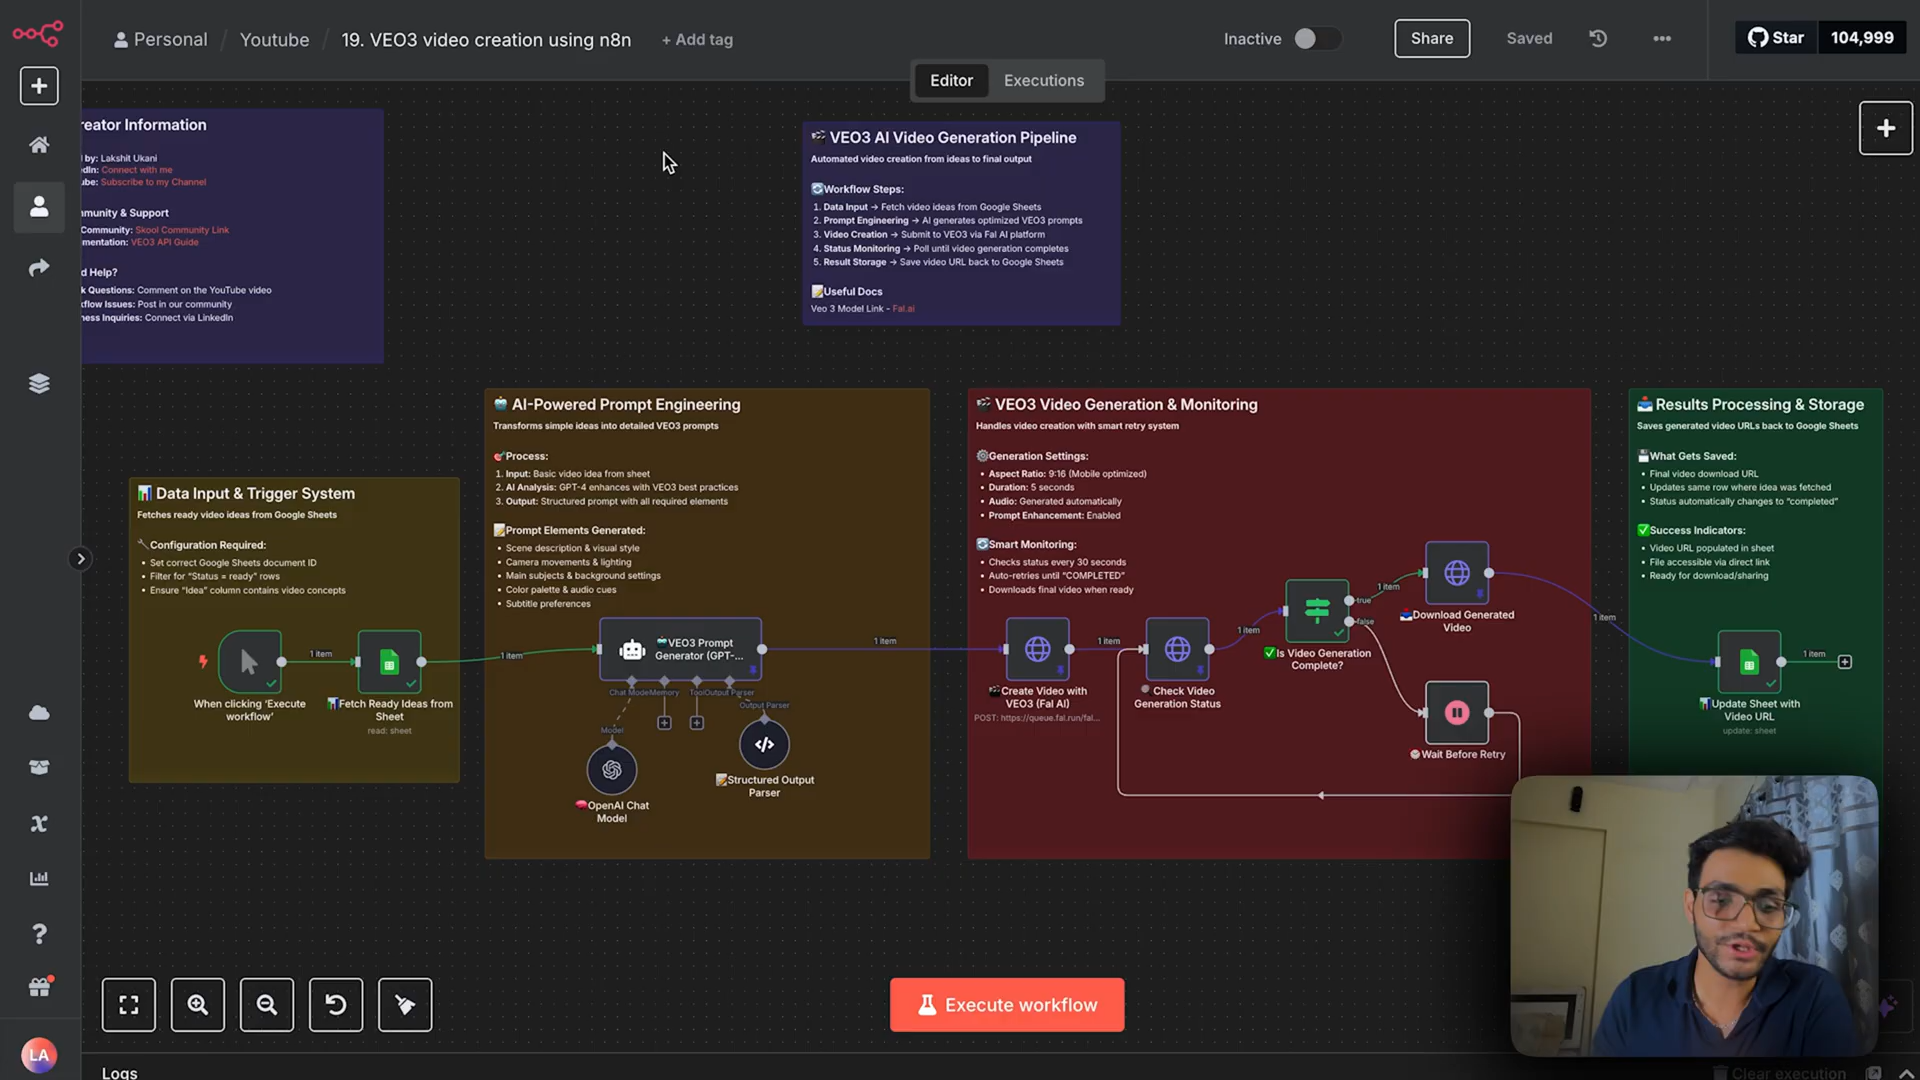 Personal / Youtube / 19. VEO3 video creation using n8n + Add tag
Inactive
Share
Saved
Star 104,999
Editor Executions
reator Information
l by: Lakshit Ukani
edIn: Connect with me
ube: Subscribe to my Channel
munity & Support
Community: Skool Community Link
mentation: VEO3 API Guide
d Help?
k Questions: Comment on the YouTube video
flow Issues: Post in our community
ness Inquiries: Connect via LinkedIn
VEO3 AI Video Generation Pipeline
Automated video creation from ideas to final output
Workflow Steps:
1. Data Input → Fetch video ideas from Google Sheets
2. Prompt Engineering → AI generates optimized VEO3 prompts
3. Video Creation → Submit to VEO3 via Fal AI platform
4. Status Monitoring → Poll until video generation completes
5. Result Storage → Save video URL back to Google Sheets
Useful Docs
Veo 3 Model Link - Fal.ai
Data Input & Trigger System
Fetches ready video ideas from Google Sheets
Configuration Required:
• Set correct Google Sheets document ID
• Filter for "Status = ready" rows
• Ensure "Idea" column contains video concepts
1 item
When clicking 'Execute
workflow'
Fetch Ready Ideas from
Sheet
read: sheet
1 item
AI-Powered Prompt Engineering
Transforms simple ideas into detailed VEO3 prompts
Process:
1. Input: Basic video idea from sheet
2. AI Analysis: GPT-4 enhances with VEO3 best practices
3. Output: Structured prompt with all required elements
Prompt Elements Generated:
• Scene description & visual style
• Camera movements & lighting
• Main subjects & background settings
• Color palette & audio cues
• Subtitle preferences
VEO3 Prompt
Generator (GPT-...
Chat Model Memory Tool Output Parser
Model
Output Parser
OpenAI Chat
Model
Structured Output
Parser
1 item
VEO3 Video Generation & Monitoring
Handles video creation with smart retry system
Generation Settings:
• Aspect Ratio: 9:16 (Mobile optimized)
• Duration: 5 seconds
• Audio: Generated automatically
• Prompt Enhancement: Enabled
Smart Monitoring:
• Checks status every 30 seconds
• Auto-retries until "COMPLETED"
• Downloads final video when ready
Create Video with
VEO3 (Fal AI)
POST: https://queue.fal.run/fal...
1 item
Check Video
Generation Status
1 item
Is Video Generation
Complete?
true
false
1 item
Download Generated
Video
Wait Before Retry
1 item
Results Processing & Storage
Saves generated video URLs back to Google Sheets
What Gets Saved:
• Final video download URL
• Updates same row where idea was fetched
• Status automatically changes to "completed"
Success Indicators:
• Video URL populated in sheet
• File accessible via direct link
• Ready for download/sharing
1 item
Update Sheet with
Video URL
update: sheet
Execute workflow
LA
Logs
Clear execution